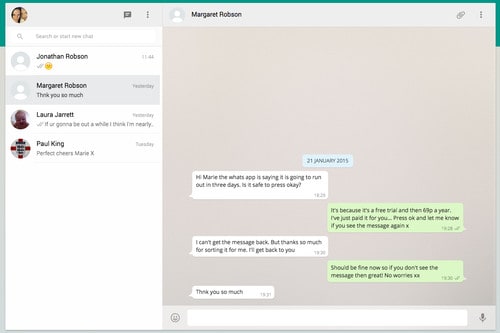 Margaret Robson
Search or start new chat
Jonathan Robson
11:44
Margaret Robson
Yesterday
Thnk you so much
Laura Jarrett
Yesterday
If ur gonna be out a while I think I'm nearly..
Paul King
Tuesday
Perfect cheers Marie X
21 JANUARY 2015
Hi Marie the whats app is saying it is going to run
out in three days. Is it safe to press okay?
19:25
It's because it's a free trial and then 69p a year.
I've just paid it for you... Press ok and let me know
if you see the message again x
19:28
I can't get the message back. But thanks so much
for sorting it for me. I'll get back to you
19:30
Should be fine now so if you don't see the
message then great! No worries xx
19:30
Thnk you so much
19:31